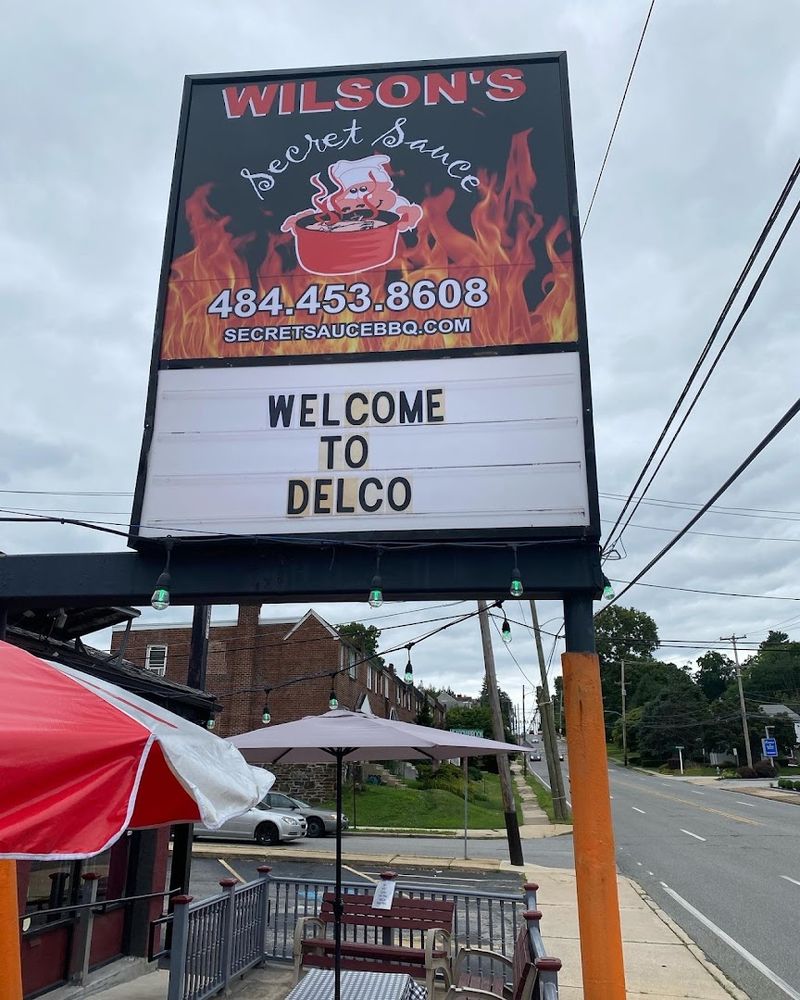 WILSON'S
Secret Sauce
484.453.8608
SECRETSAUCEBBQ.COM
WELCOME
TO
DELCO